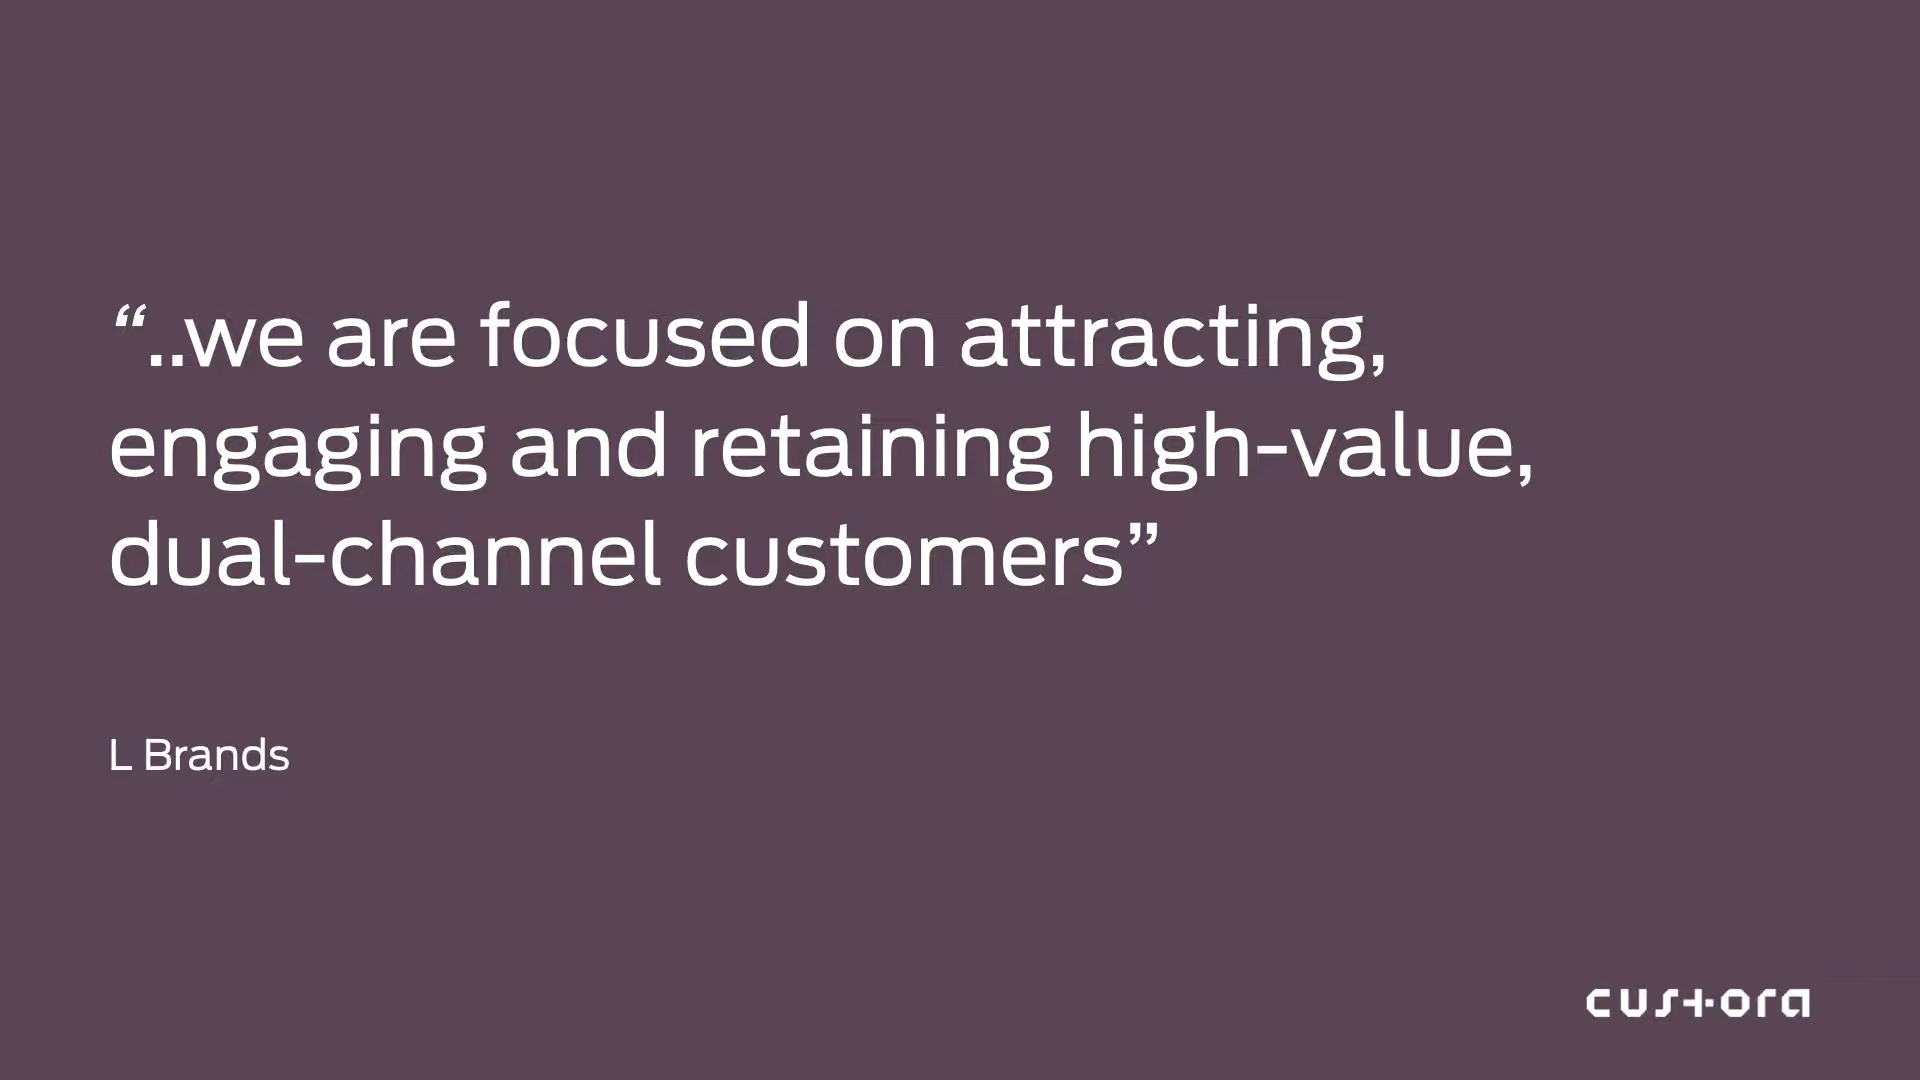 “..we are focused on attracting,
engaging and retaining high-value,
dual-channel customers”
L Brands
custora